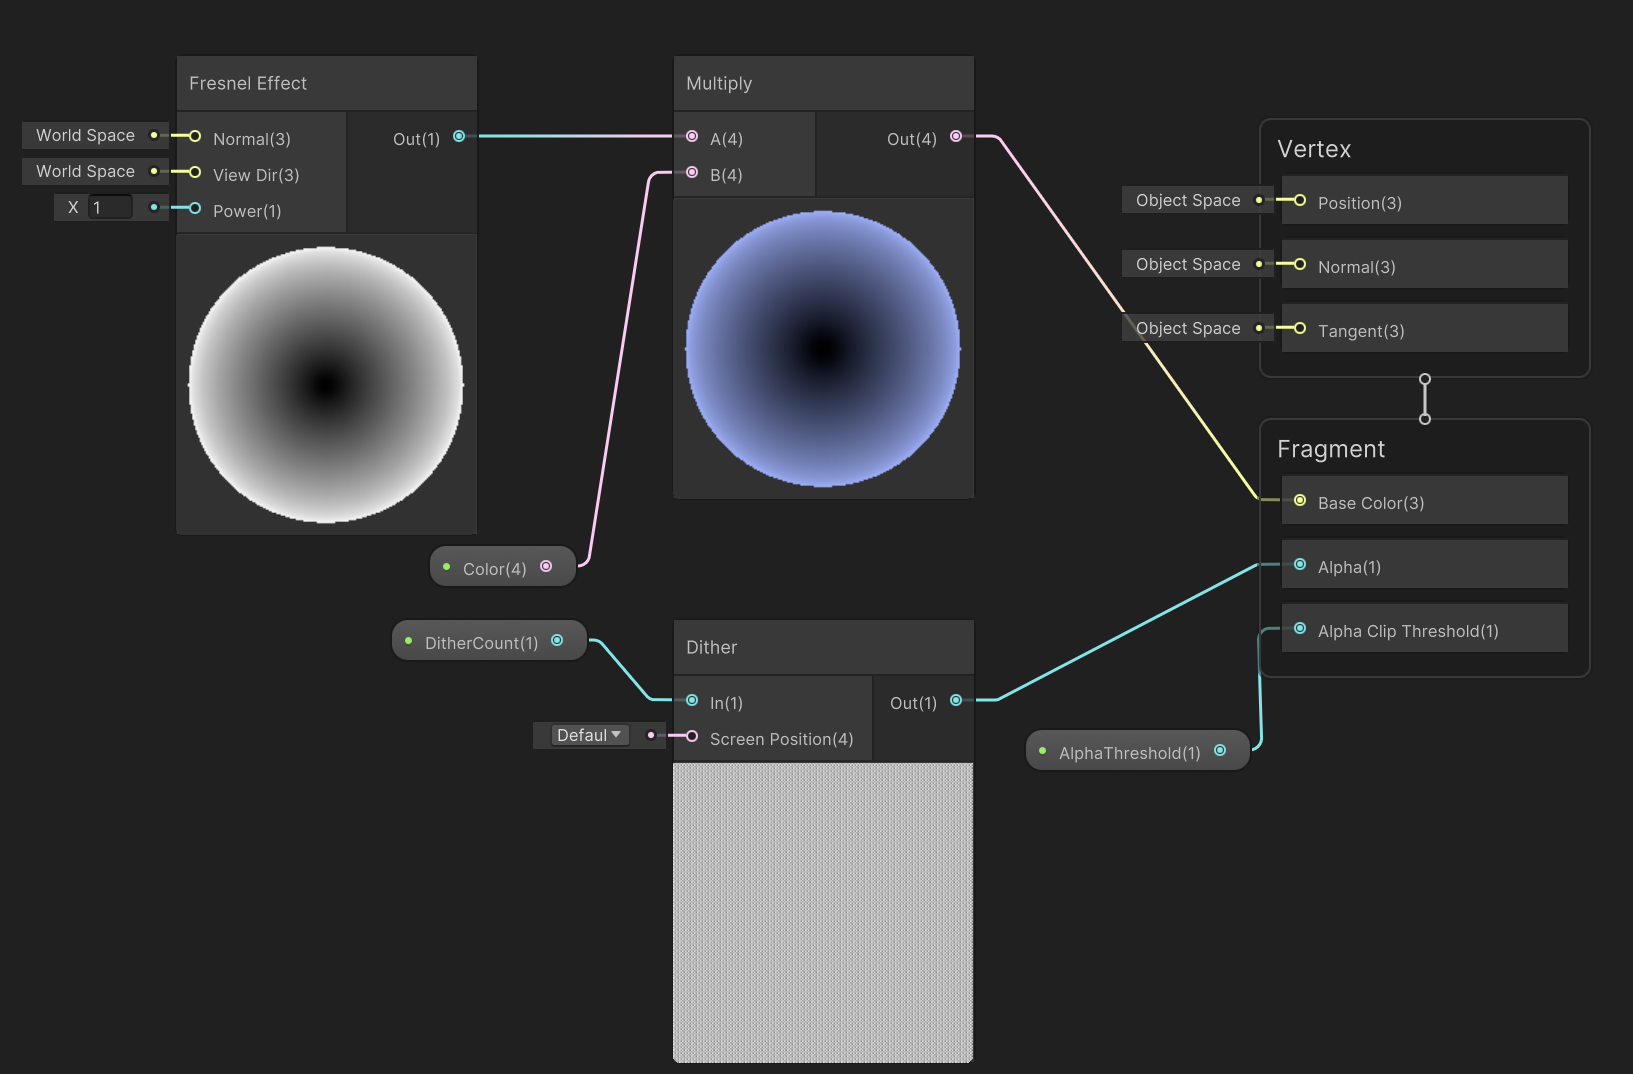 Fresnel Effect
World Space
Normal(3)
Out(1)
World Space
View Dir(3)
X 1
Power(1)
Multiply
A(4)
Out(4)
B(4)
Color(4)
DitherCount(1)
Dither
In(1)
Out(1)
Defaul
Screen Position(4)
AlphaThreshold(1)
Vertex
Object Space
Position(3)
Object Space
Normal(3)
Object Space
Tangent(3)
Fragment
Base Color(3)
Alpha(1)
Alpha Clip Threshold(1)